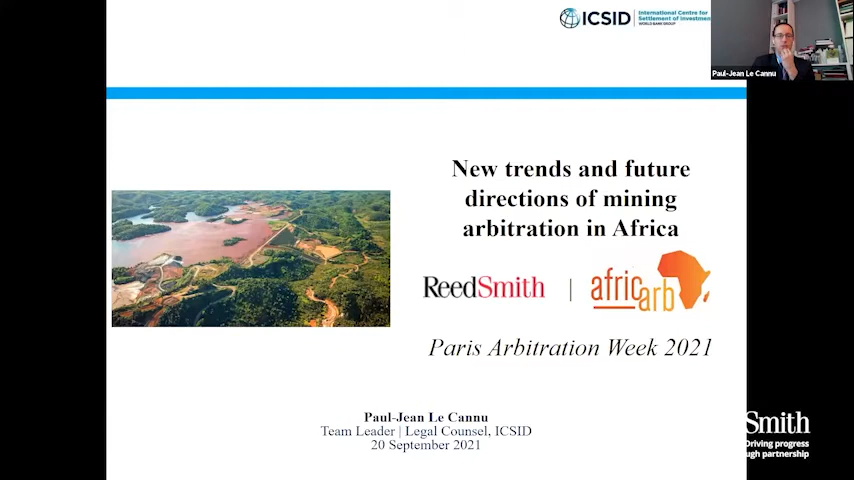 ICSID
International Centre for
Settlement of Investmen
WORLD BANK GROUP
Paul-Jean Le Cannu
New trends and future
directions of mining
arbitration in Africa
ReedSmith | africarb
Paris Arbitration Week 2021
Paul-Jean Le Cannu
Team Leader | Legal Counsel, ICSID
20 September 2021
Smith
Driving progress
ugh partnership